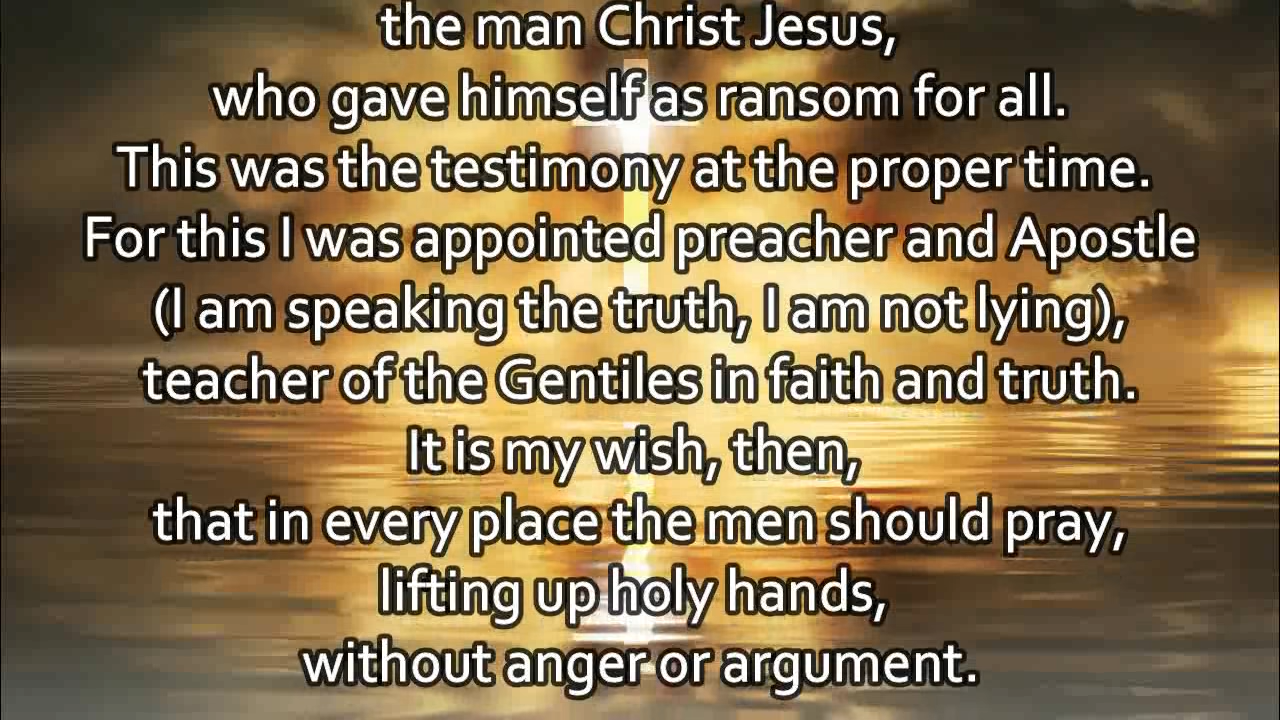 the man Christ Jesus,
who gave himself as ransom for all.
This was the testimony at the proper time.
For this I was appointed preacher and Apostle
(I am speaking the truth, I am not lying),
teacher of the Gentiles in faith and truth.
It is my wish, then,
that in every place the men should pray,
lifting up holy hands,
without anger or argument.